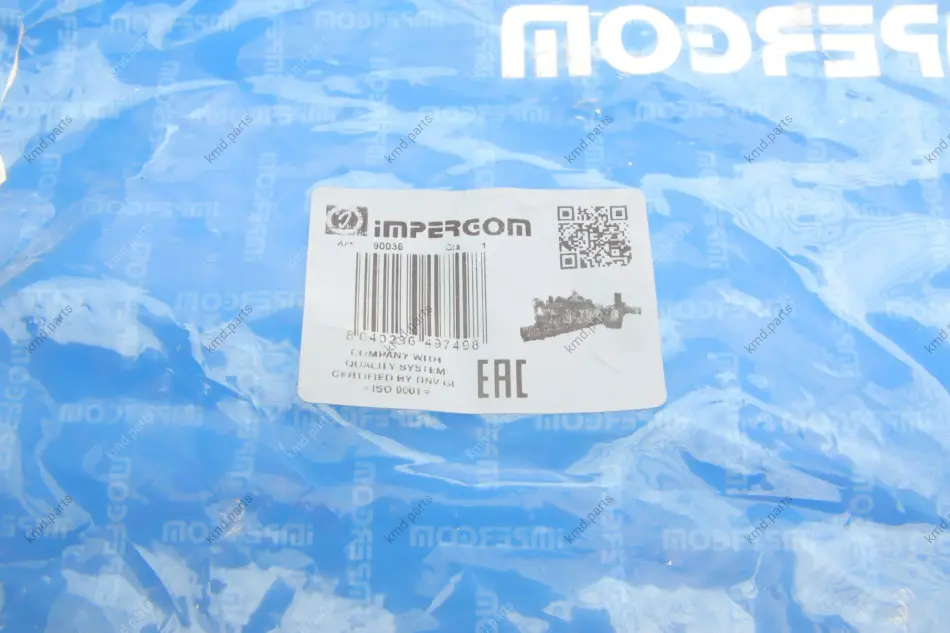 IMPERGOM
iMPERGOM
Art. 90036 Qta 1
8 040236 497498
COMPANY WITH
QUALITY SYSTEM
CERTIFIED BY DNV GL
= ISO 9001 =
EAC
kmd.parts